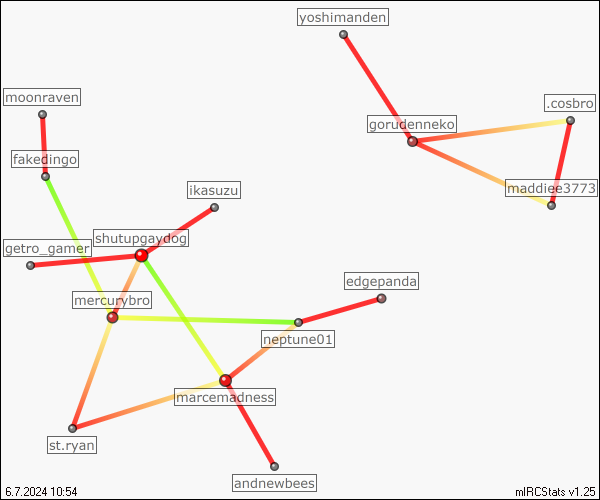 yoshimanden
moonraven
.cosbro
gorudenneko
fakedingo
maddiee3773
ikasuzu
shutupgaydog
getro_gamer
edgepanda
mercurybro
neptune01
marcemadness
st.ryan
andnewbees
6.7.2024 10:54
mIRCStats v1.25